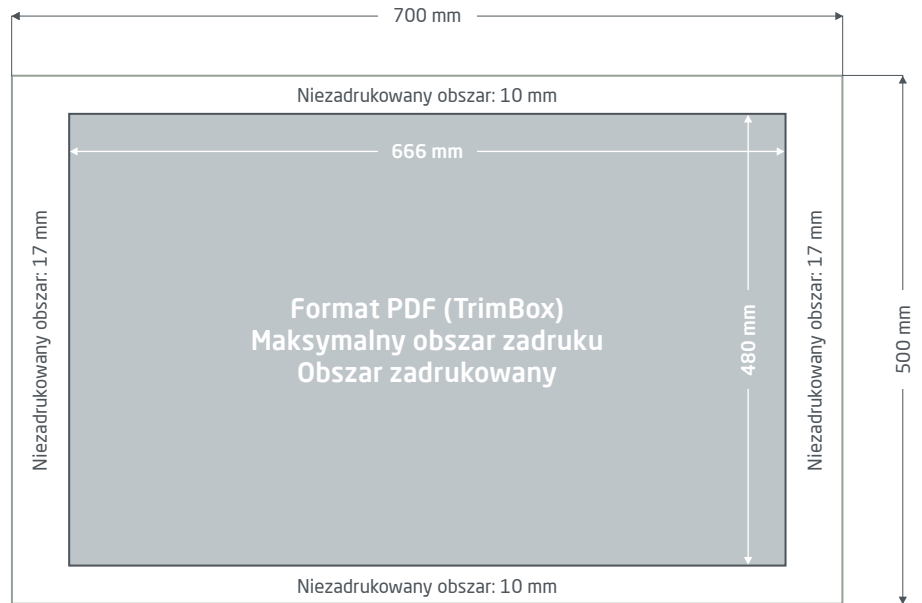 700 mm
Niezadrukowany obszar: 10 mm
666 mm
Niezadrukowany obszar: 17 mm
Format PDF (TrimBox)
Maksymalny obszar zadruku
Obszar zadrukowany
480 mm
Niezadrukowany obszar: 17 mm
500 mm
Niezadrukowany obszar: 10 mm